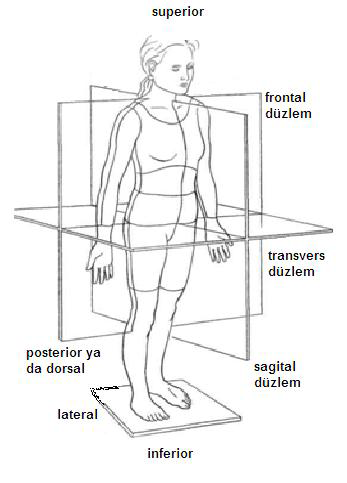 superior
frontal
düzlem
transvers
düzlem
posterior ya
da dorsal
sagital
düzlem
lateral
inferior